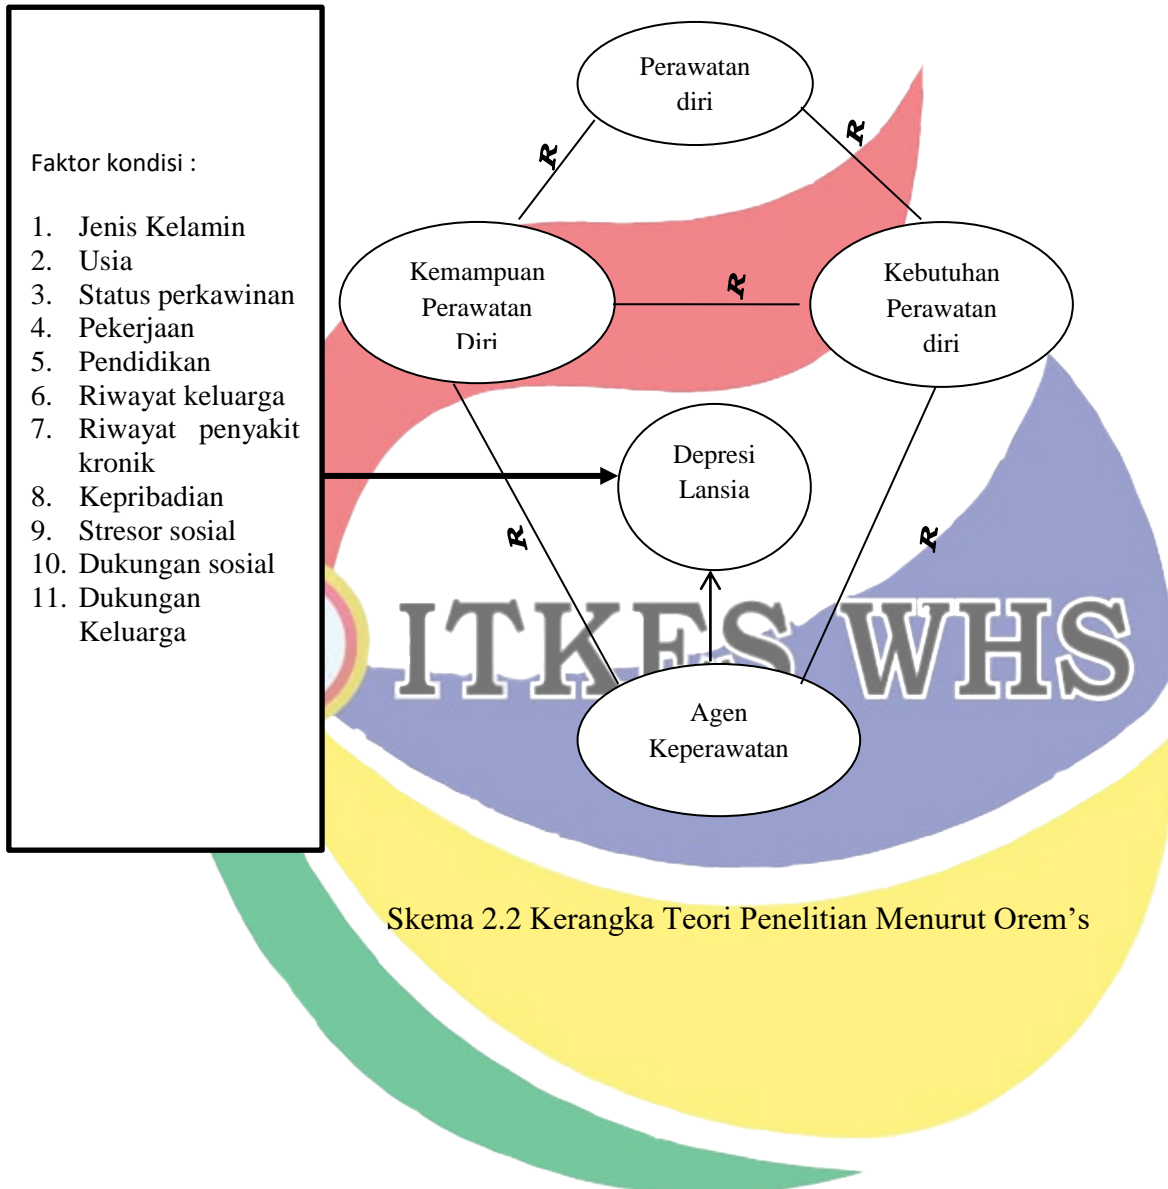 Faktor kondisi :
1. Jenis Kelamin
2. Usia
3. Status perkawinan
4. Pekerjaan
5. Pendidikan
6. Riwayat keluarga
7. Riwayat penyakit
kronik
8. Kepribadian
9. Stresor sosial
10. Dukungan sosial
11. Dukungan
Keluarga
Perawatan
diri
R
R
Kemampuan
Perawatan
Diri
R
Kebutuhan
Perawatan
diri
Depresi
Lansia
R
R
ITKES WHS
Agen
Keperawatan
Skema 2.2 Kerangka Teori Penelitian Menurut Orem’s